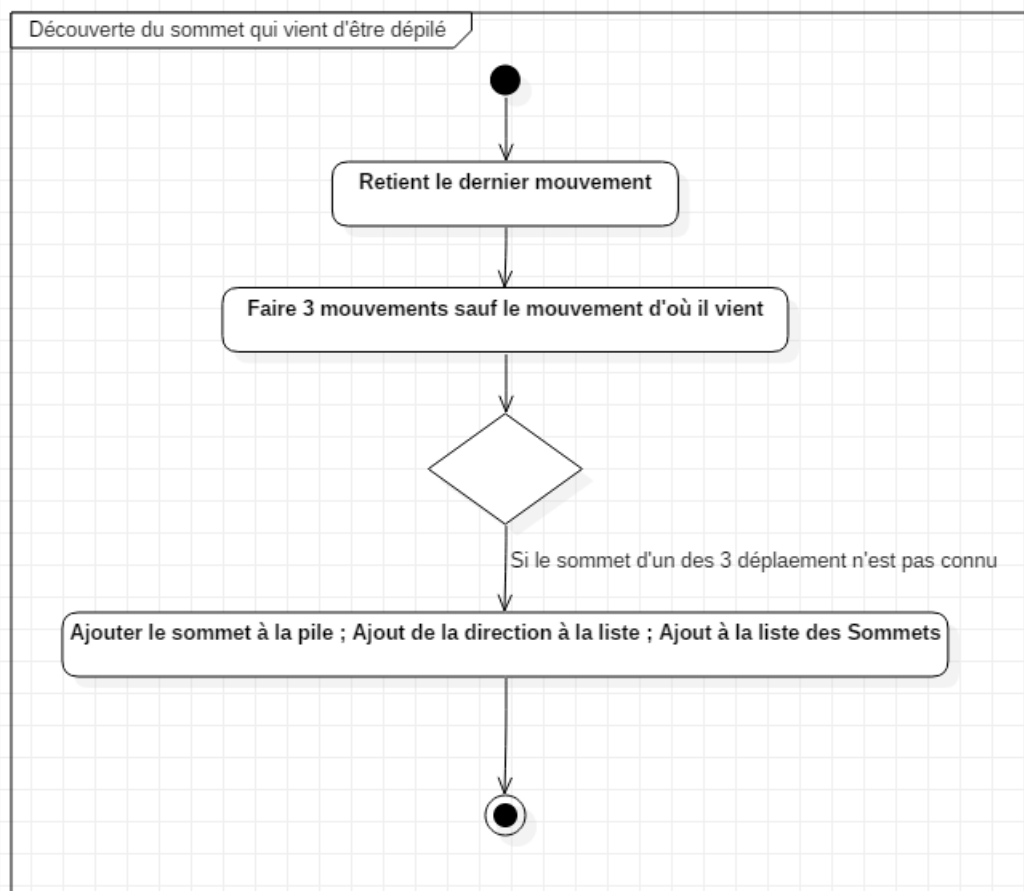 Découverte du sommet qui vient d'être dépilé
Retient le dernier mouvement
Faire 3 mouvements sauf le mouvement d'où il vient
Si le sommet d'un des 3 déplaement n'est pas connu
Ajouter le sommet à la pile ; Ajout de la direction à la liste ; Ajout à la liste des Sommets